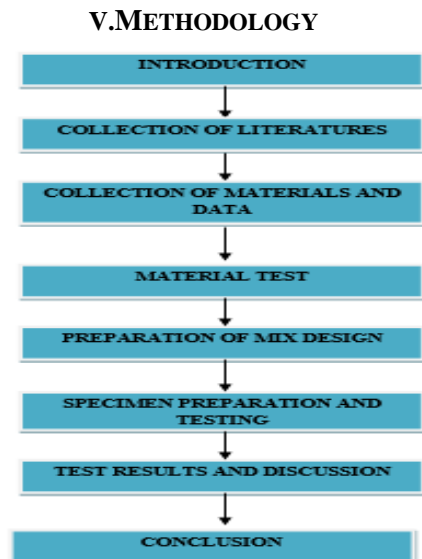 V.METHODOLOGY
INTRODUCTION
COLLECTION OF LITERATURES
COLLECTION OF MATERIALS AND
DATA
MATERIAL TEST
PREPARATION OF MIX DESIGN
SPECIMEN PREPARATION AND
TESTING
TEST RESULTS AND DISCUSSION
CONCLUSION